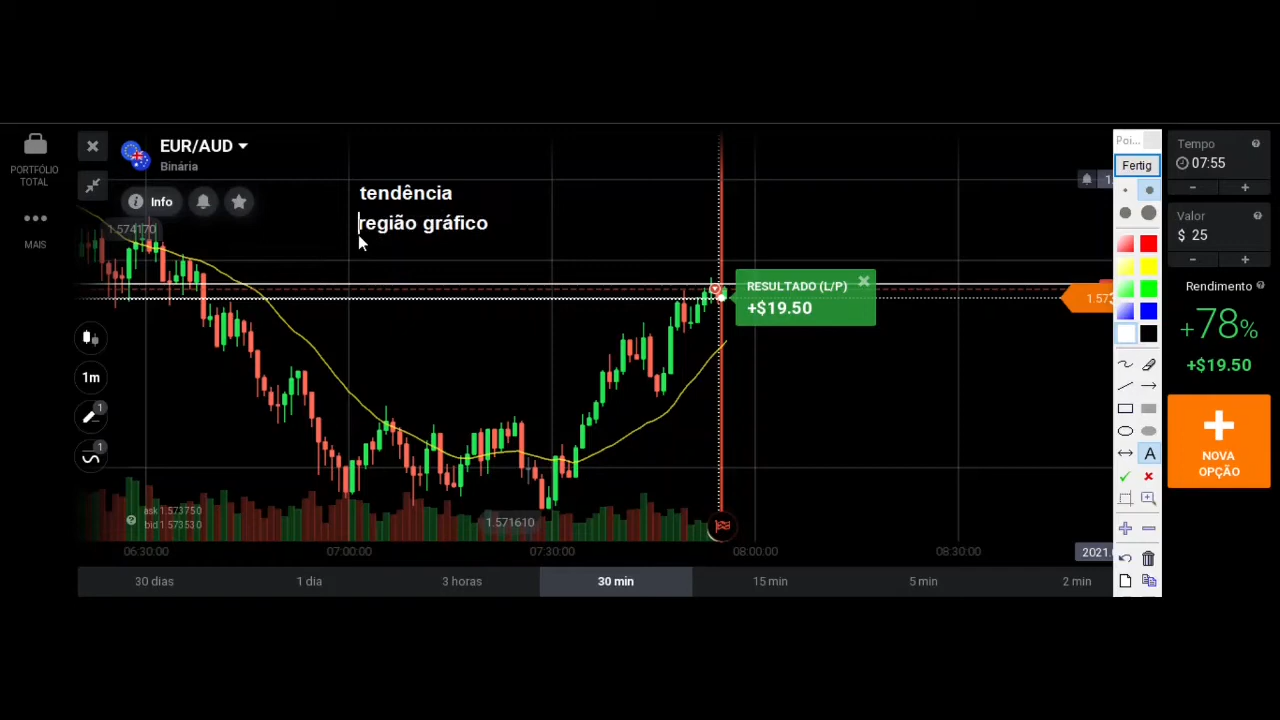 EUR/AUD
Binária
PORTFÓLIO
TOTAL
MAIS
Info
tendência
região gráfico
1.574170
RESULTADO (L/P)
+$19.50
1m
1
1
ask 1.573750
bid 1.573530
1.571610
06:30:00
07:00:00
07:30:00
08:00:00
08:30:00
30 dias
1 dia
3 horas
30 min
15 min
5 min
2 min
Fertig
A
Tempo
07:55
Valor
$ 25
Rendimento
+78%
+$19.50
NOVA
OPÇÃO